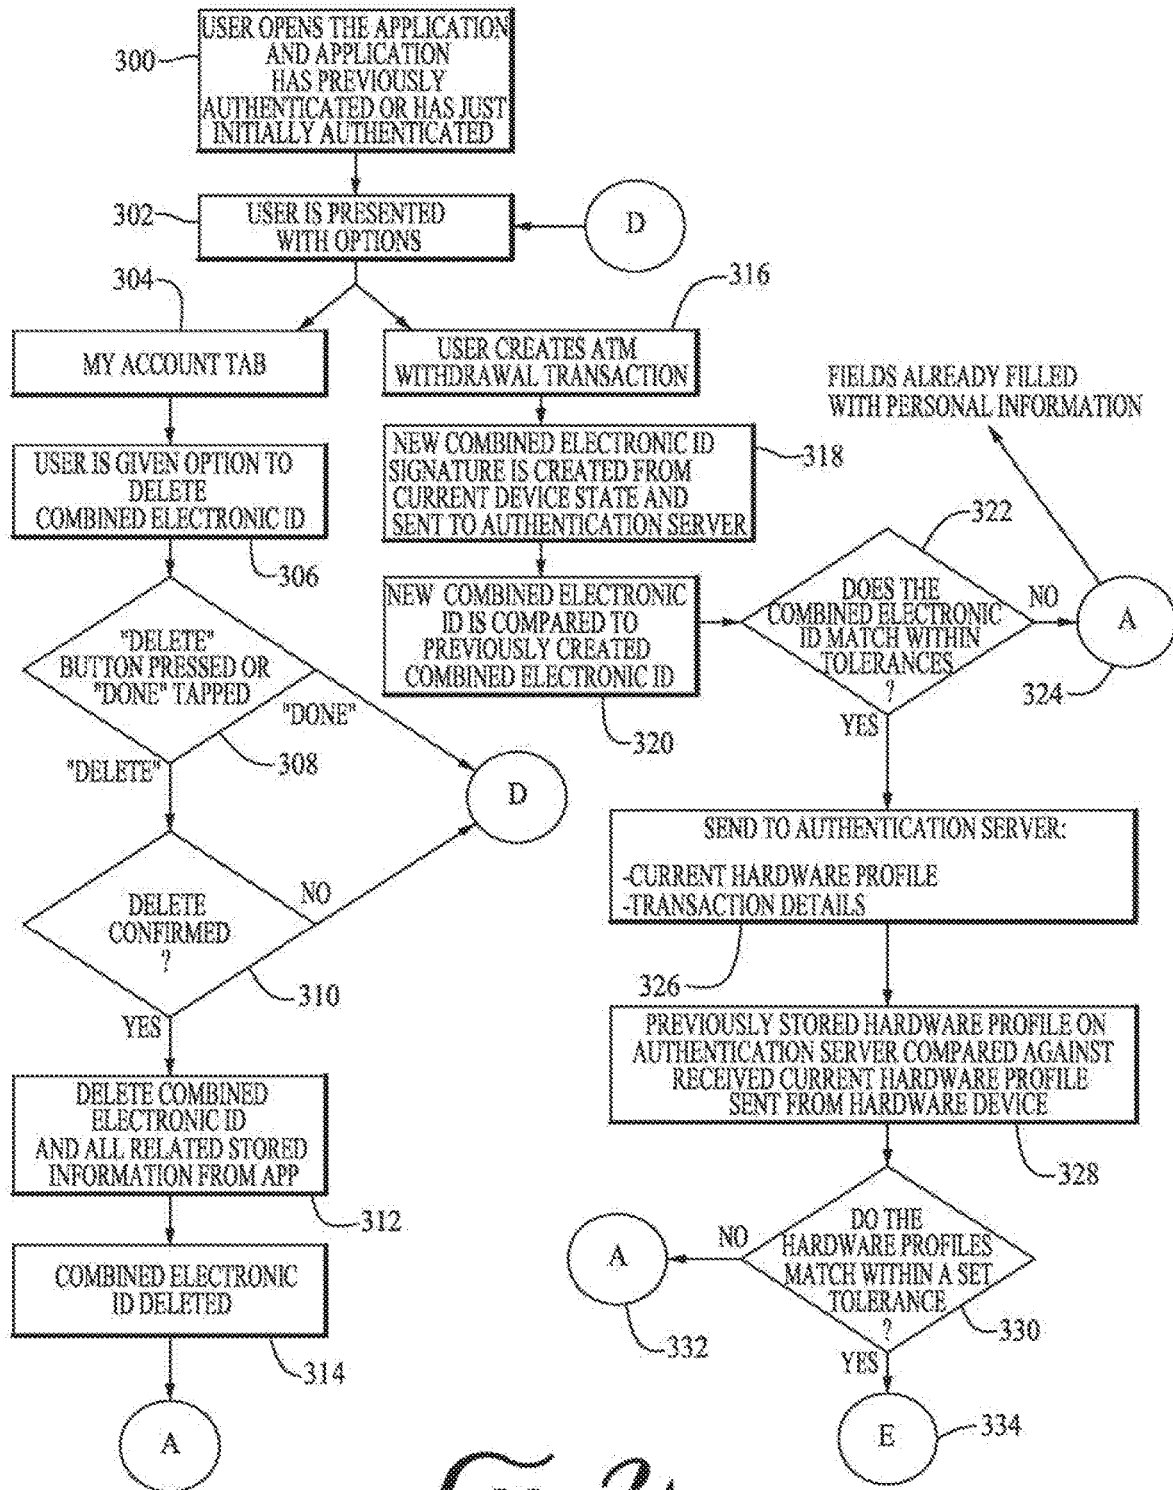 USER OPENS THE APPLICATION
AND APPLICATION
HAS PREVIOUSLY
AUTHENTICATED OR HAS JUST
INITIALLY AUTHENTICATED
300
USER IS PRESENTED
WITH OPTIONS
302
D
304
MY ACCOUNT TAB
316
USER CREATES ATM
WITHDRAWAL TRANSACTION
FIELDS ALREADY FILLED
WITH PERSONAL INFORMATION
USER IS GIVEN OPTION TO
DELETE
COMBINED ELECTRONIC ID
306
NEW COMBINED ELECTRONIC ID
SIGNATURE IS CREATED FROM
CURRENT DEVICE STATE AND
SENT TO AUTHENTICATION SERVER
318
NEW COMBINED ELECTRONIC
ID IS COMPARED TO
PREVIOUSLY CREATED
COMBINED ELECTRONIC ID
320
322
DOES THE
COMBINED ELECTRONIC
ID MATCH WITHIN
TOLERANCES
?
NO
A
324
YES
"DELETE"
BUTTON PRESSED OR
"DONE" TAPPED
"DONE"
308
"DELETE"
D
DELETE
CONFIRMED
?
NO
310
YES
SEND TO AUTHENTICATION SERVER:
-CURRENT HARDWARE PROFILE
-TRANSACTION DETAILS
326
PREVIOUSLY STORED HARDWARE PROFILE ON
AUTHENTICATION SERVER COMPARED AGAINST
RECEIVED CURRENT HARDWARE PROFILE
SENT FROM HARDWARE DEVICE
328
DELETE COMBINED
ELECTRONIC ID
AND ALL RELATED STORED
INFORMATION FROM APP
312
COMBINED ELECTRONIC
ID DELETED
314
A
DO THE
HARDWARE PROFILES
MATCH WITHIN A SET
TOLERANCE
?
330
NO
A
332
YES
E
334